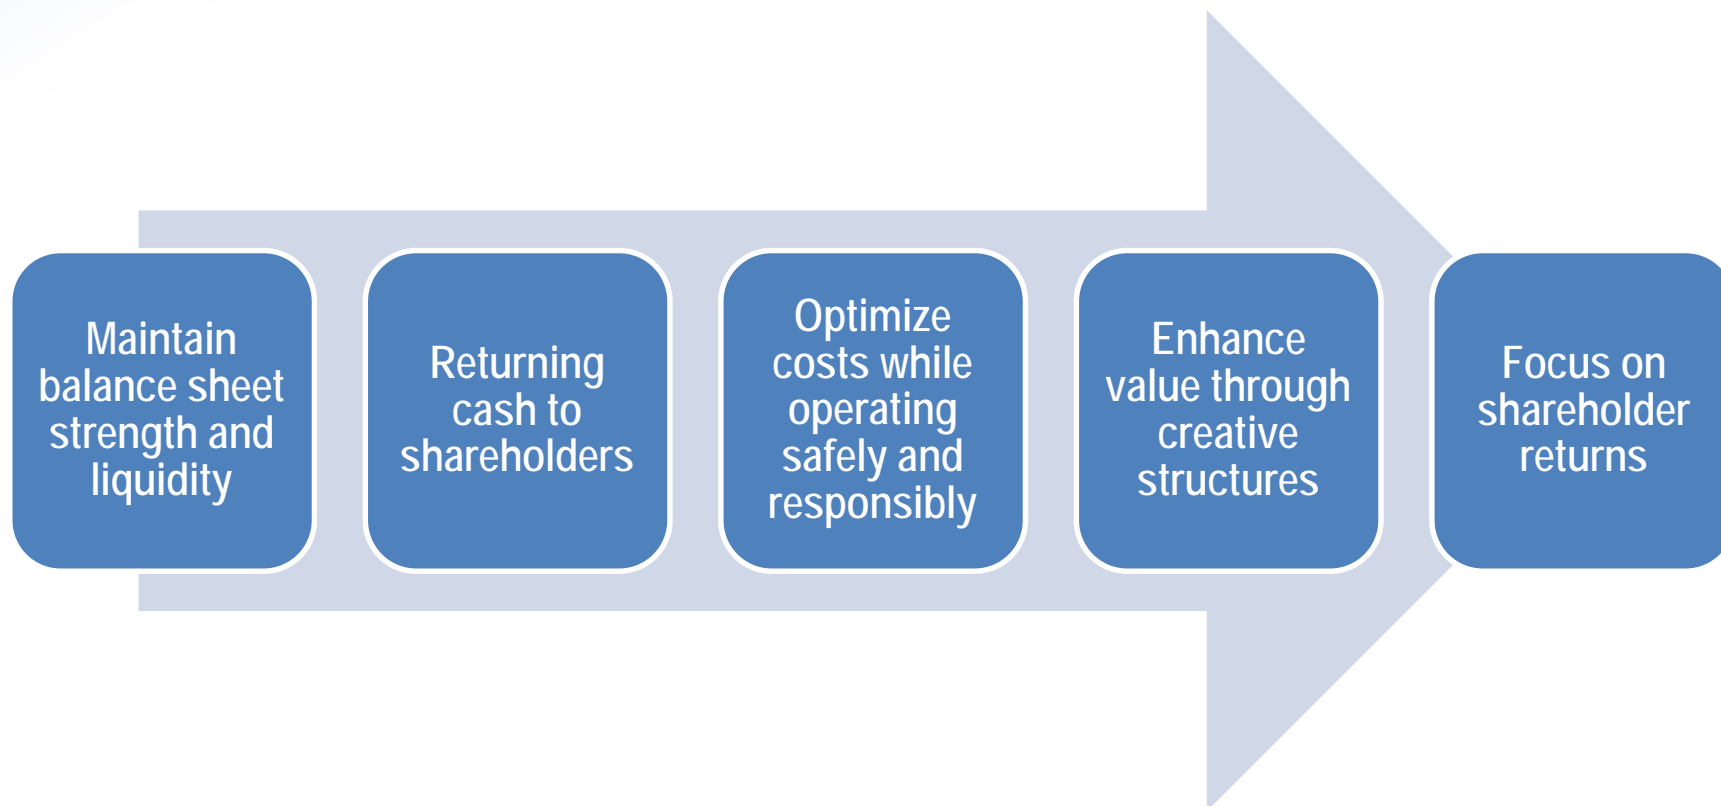 Maintain
balance sheet
strength and
liquidity
Returning
cash to
shareholders
Optimize
costs while
operating
safely and
responsibly
Enhance
value through
creative
structures
Focus on
shareholder
returns